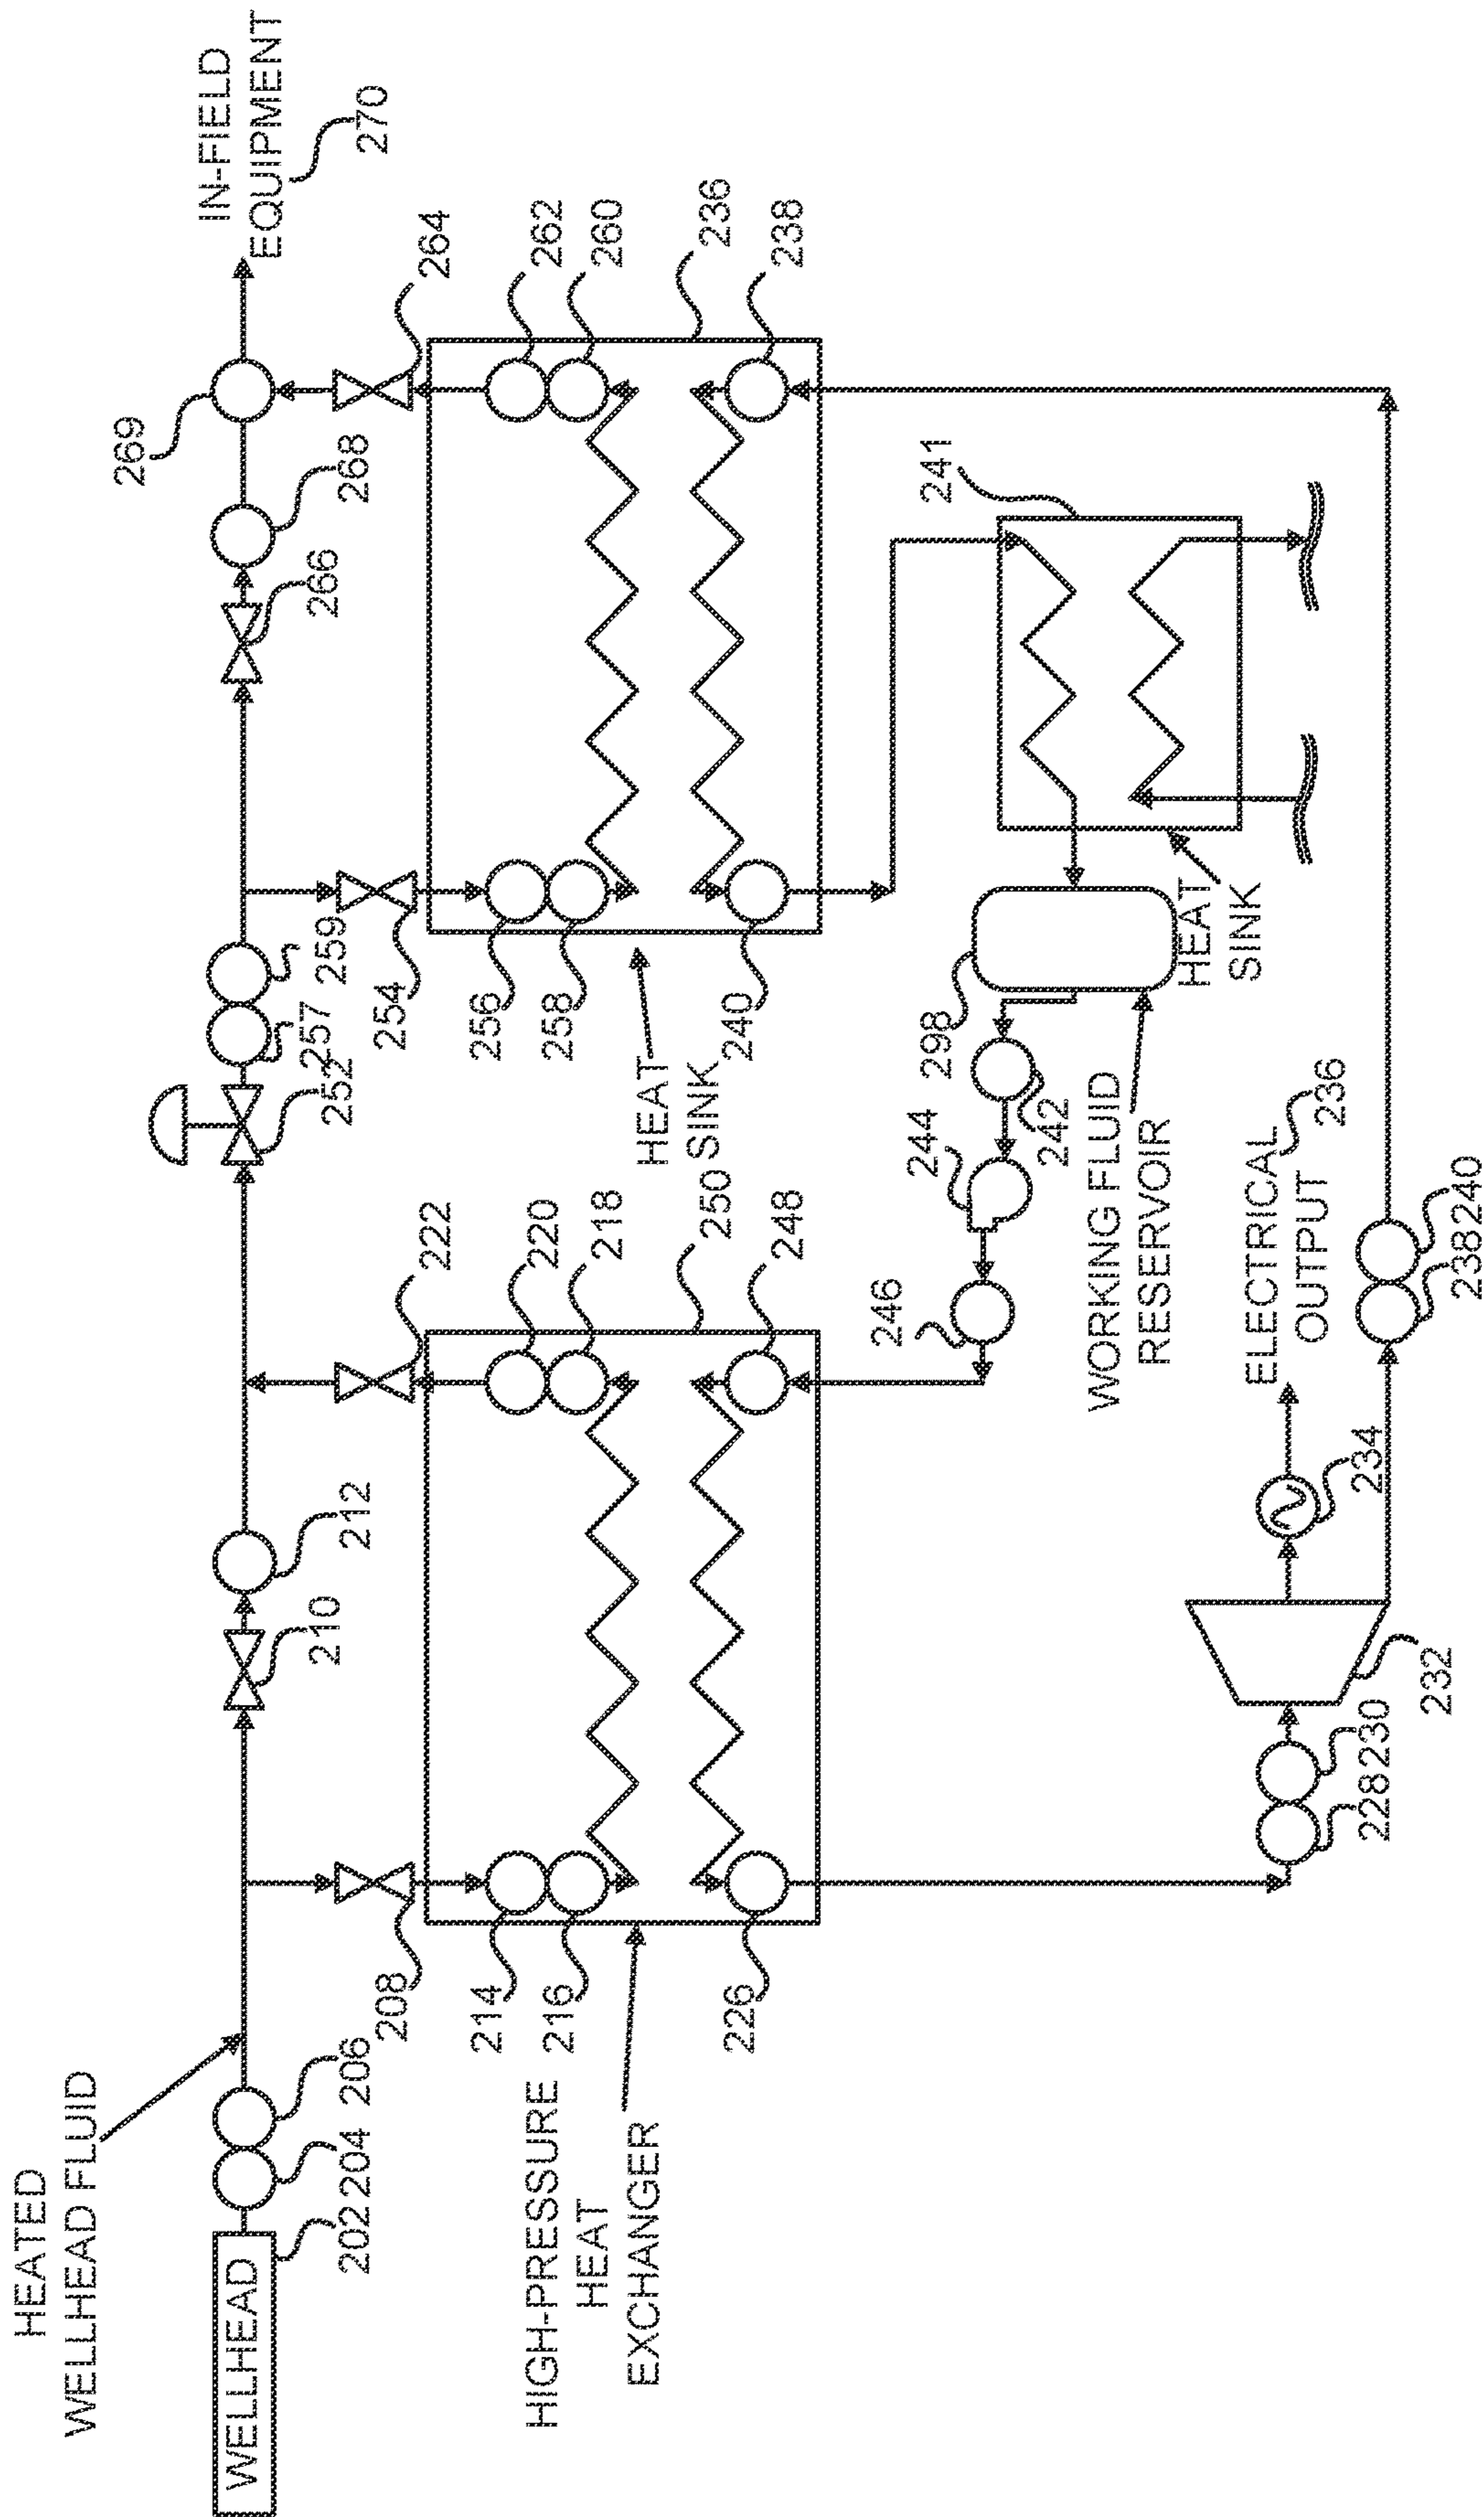 HEATED
WELLHEAD FLUID
WELLHEAD
202
204
206
208
210
212
222
252
257
259
254
266
268
269
264
IN-FIELD
EQUIPMENT
270
HIGH-PRESSURE
HEAT
EXCHANGER
214
216
226
220
218
250
248
HEAT
SINK
256
258
240
262
260
236
238
246
244
242
298
241
HEAT
SINK
WORKING FLUID
RESERVOIR
228
230
232
234
ELECTRICAL
OUTPUT
236
238
240